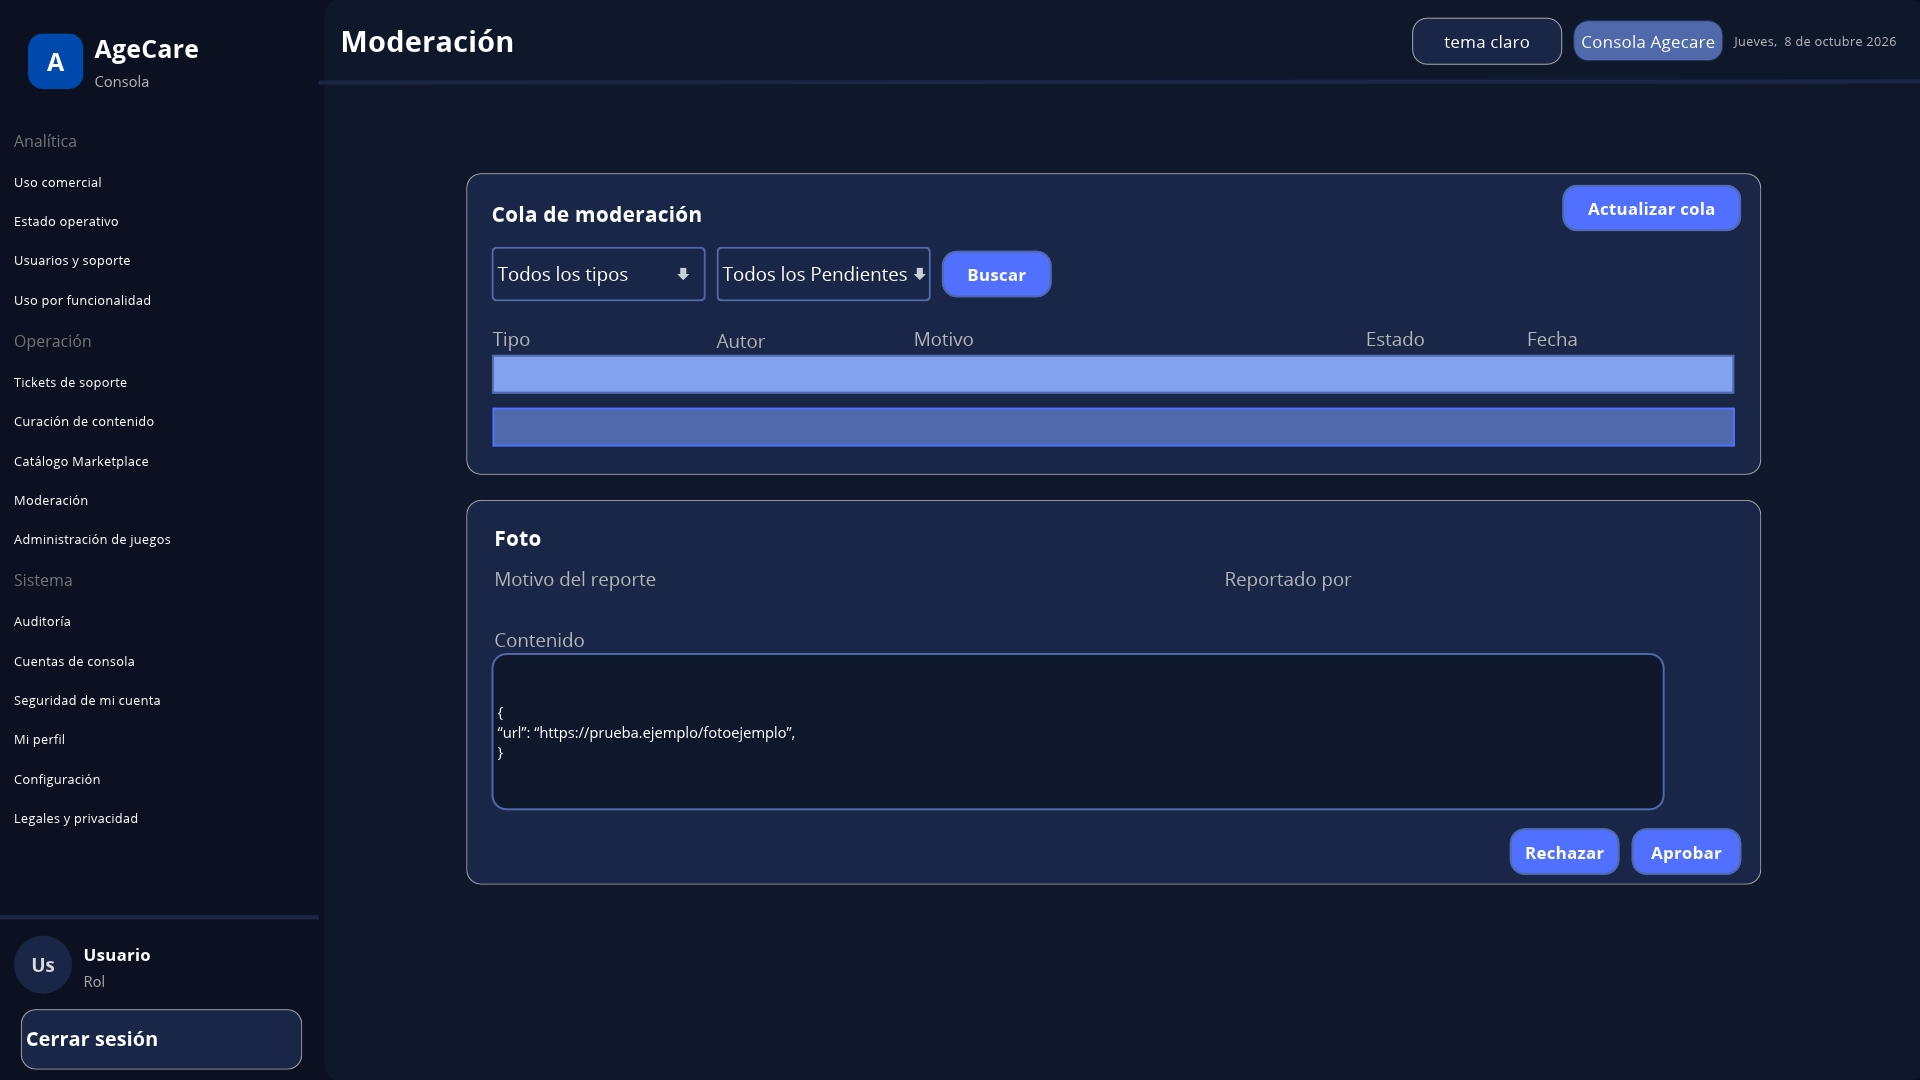 A
AgeCare
Consola
Analítica
Uso comercial
Estado operativo
Usuarios y soporte
Uso por funcionalidad
Operación
Tickets de soporte
Curación de contenido
Catálogo Marketplace
Moderación
Administración de juegos
Sistema
Auditoría
Cuentas de consola
Seguridad de mi cuenta
Mi perfil
Configuración
Legales y privacidad
Us
Usuario
Rol
Cerrar sesión
Moderación
tema claro
Consola Agecare
Jueves, 8 de octubre 2026
Cola de moderación
Actualizar cola
Todos los tipos
Todos los Pendientes
Buscar
Tipo Autor Motivo Estado Fecha
Foto
Motivo del reporte
Reportado por
Contenido
{
“url”: “https://prueba.ejemplo/fotoejemplo”,
}
Rechazar
Aprobar